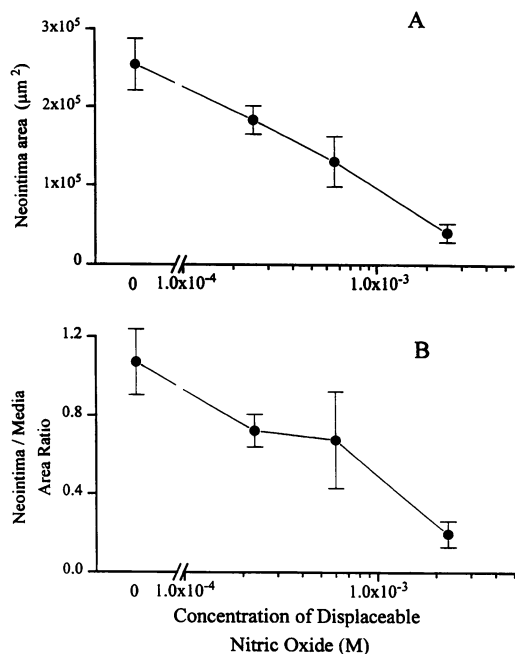 A
3x10⁵
2x10⁵
1x10⁵
0
Neointima area (μm²)
0 1.0x10⁻⁴ 1.0x10⁻³
B
1.2
0.8
0.4
0.0
Neointima / Media
Area Ratio
0 1.0x10⁻⁴ 1.0x10⁻³
Concentration of Displaceable
Nitric Oxide (M)